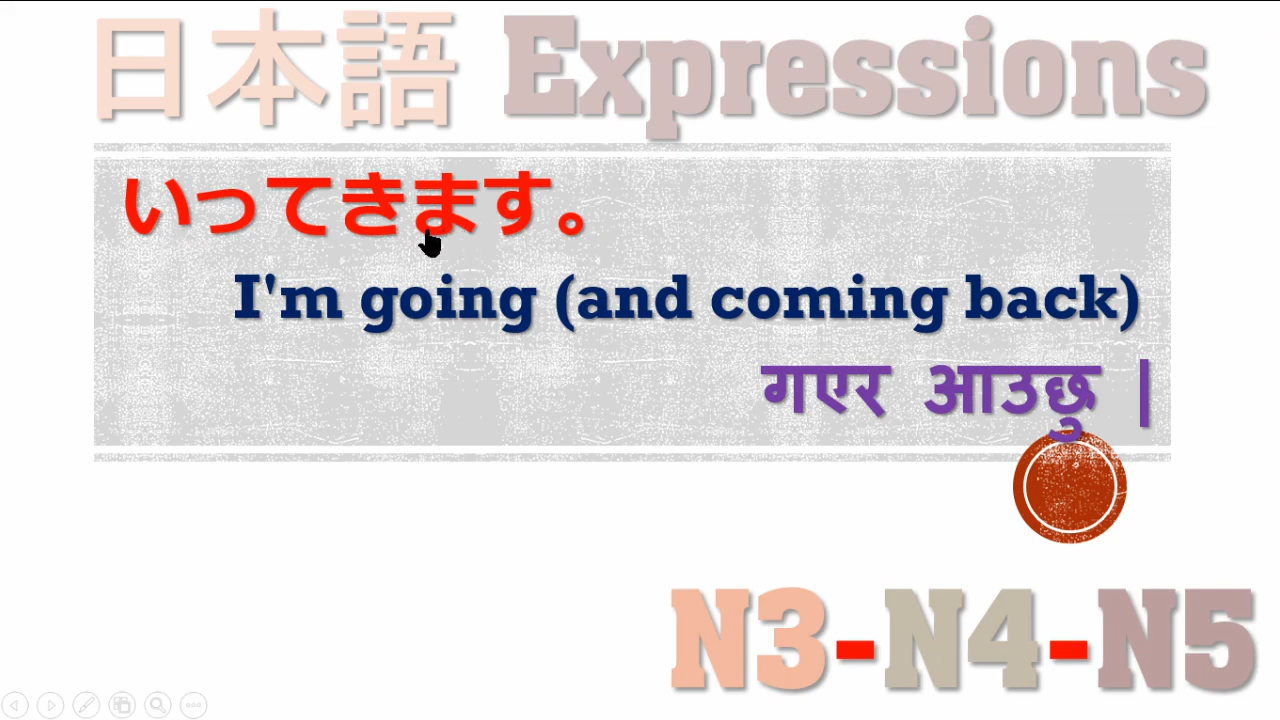 日本語 Expressions
いってきます。
I'm going (and coming back)
गएर आउछु |
N3-N4-N5